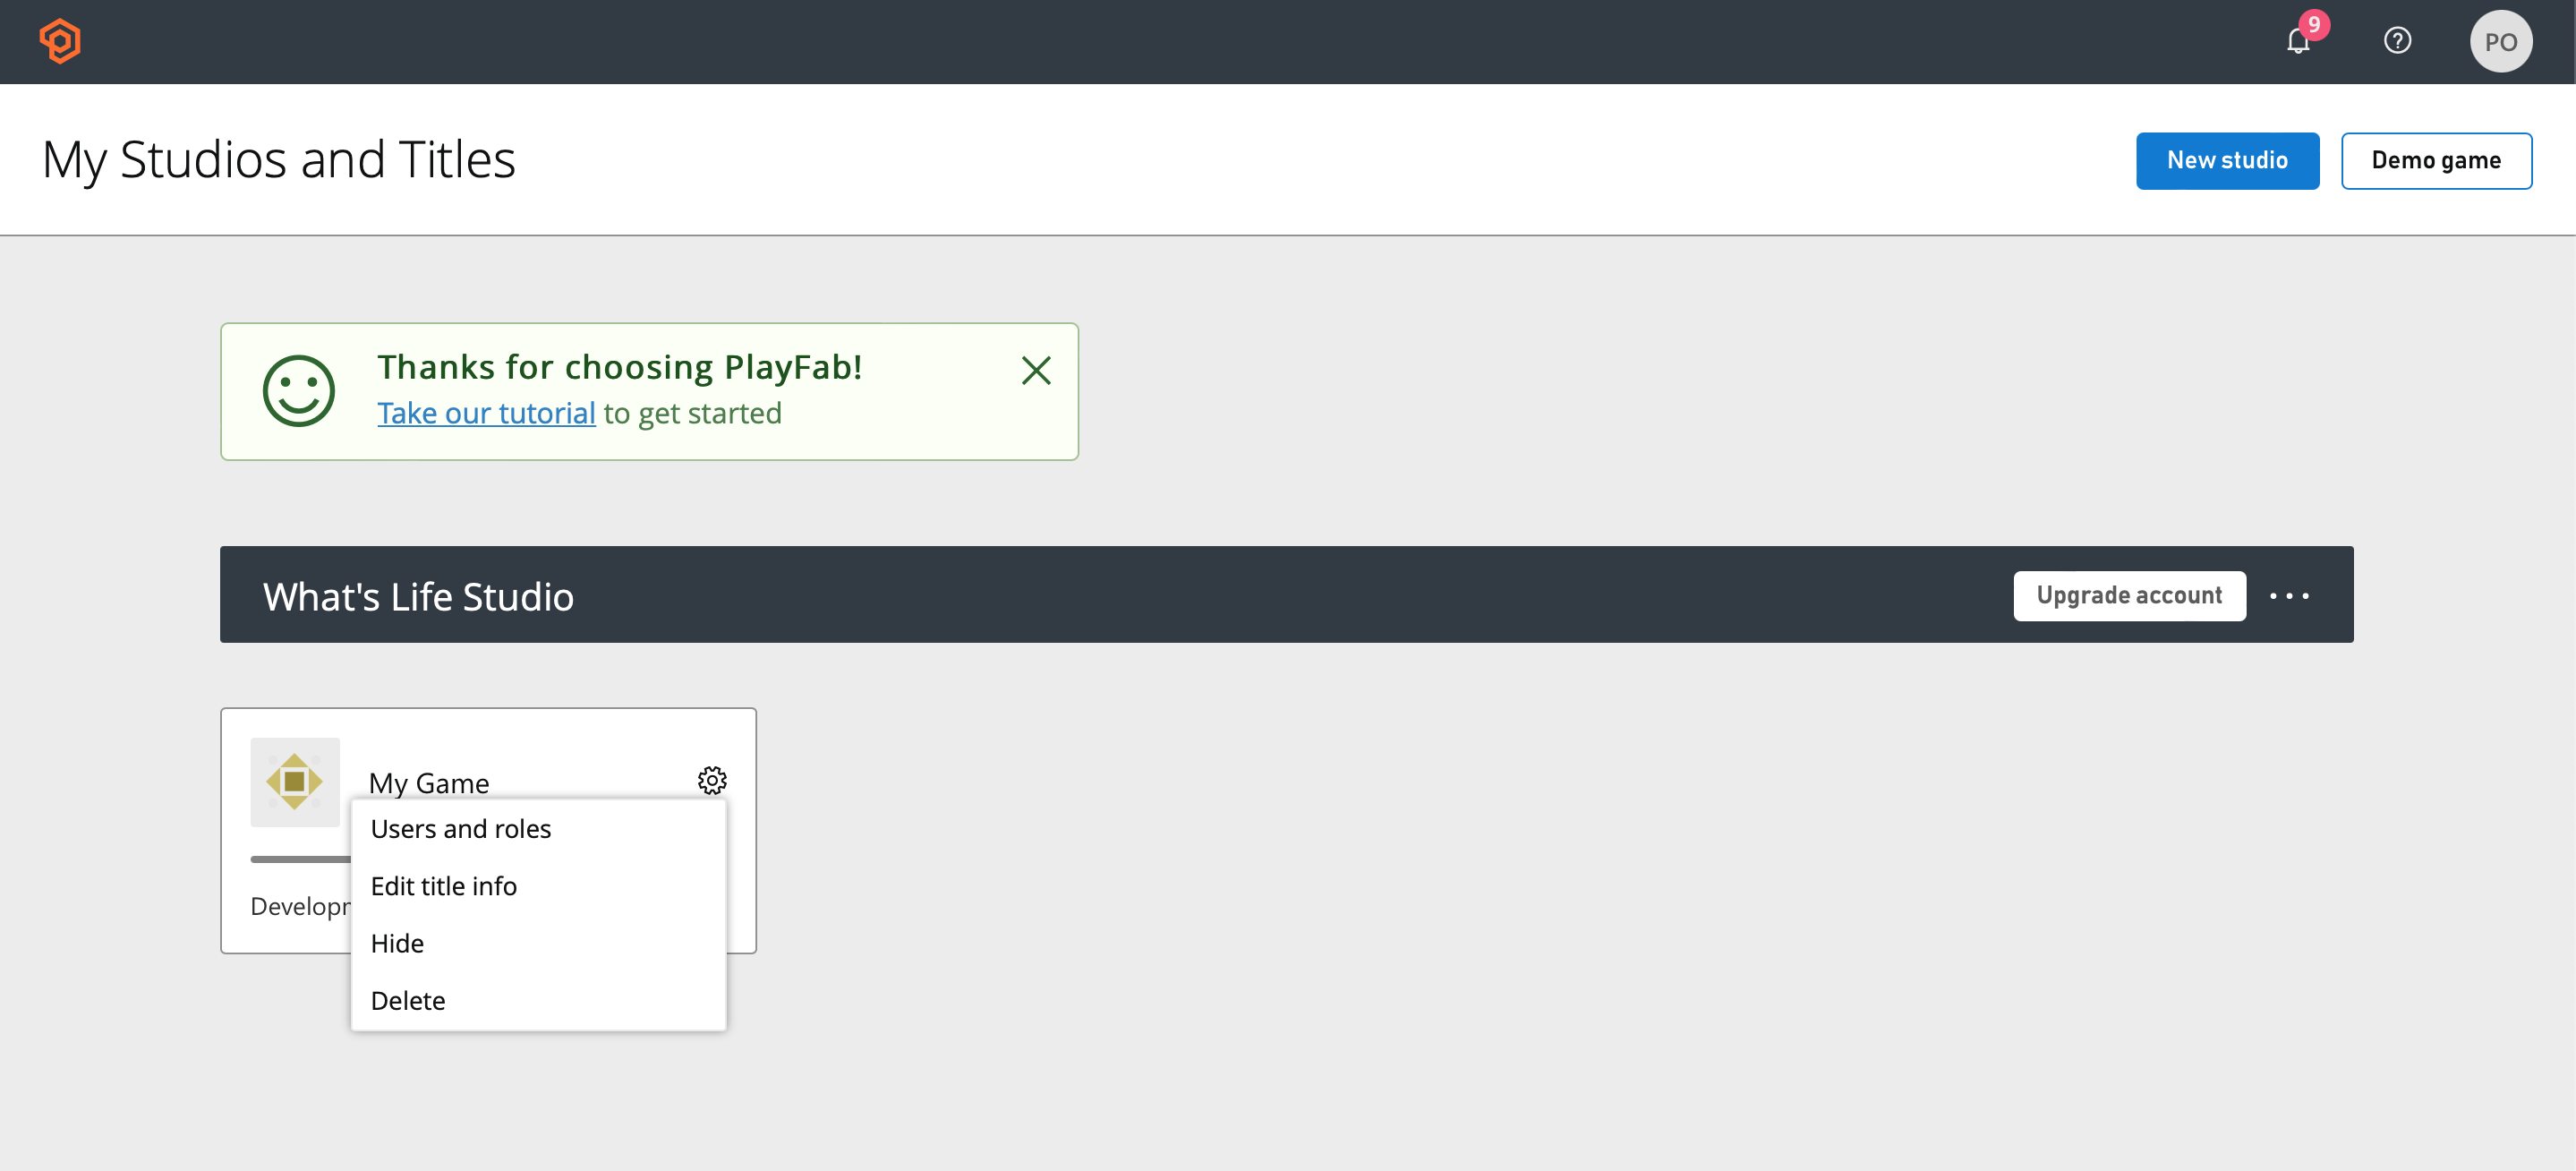 9
PO
My Studios and Titles
New studio
Demo game
Thanks for choosing PlayFab!
Take our tutorial to get started
What's Life Studio
Upgrade account
My Game
Users and roles
Edit title info
Hide
Delete